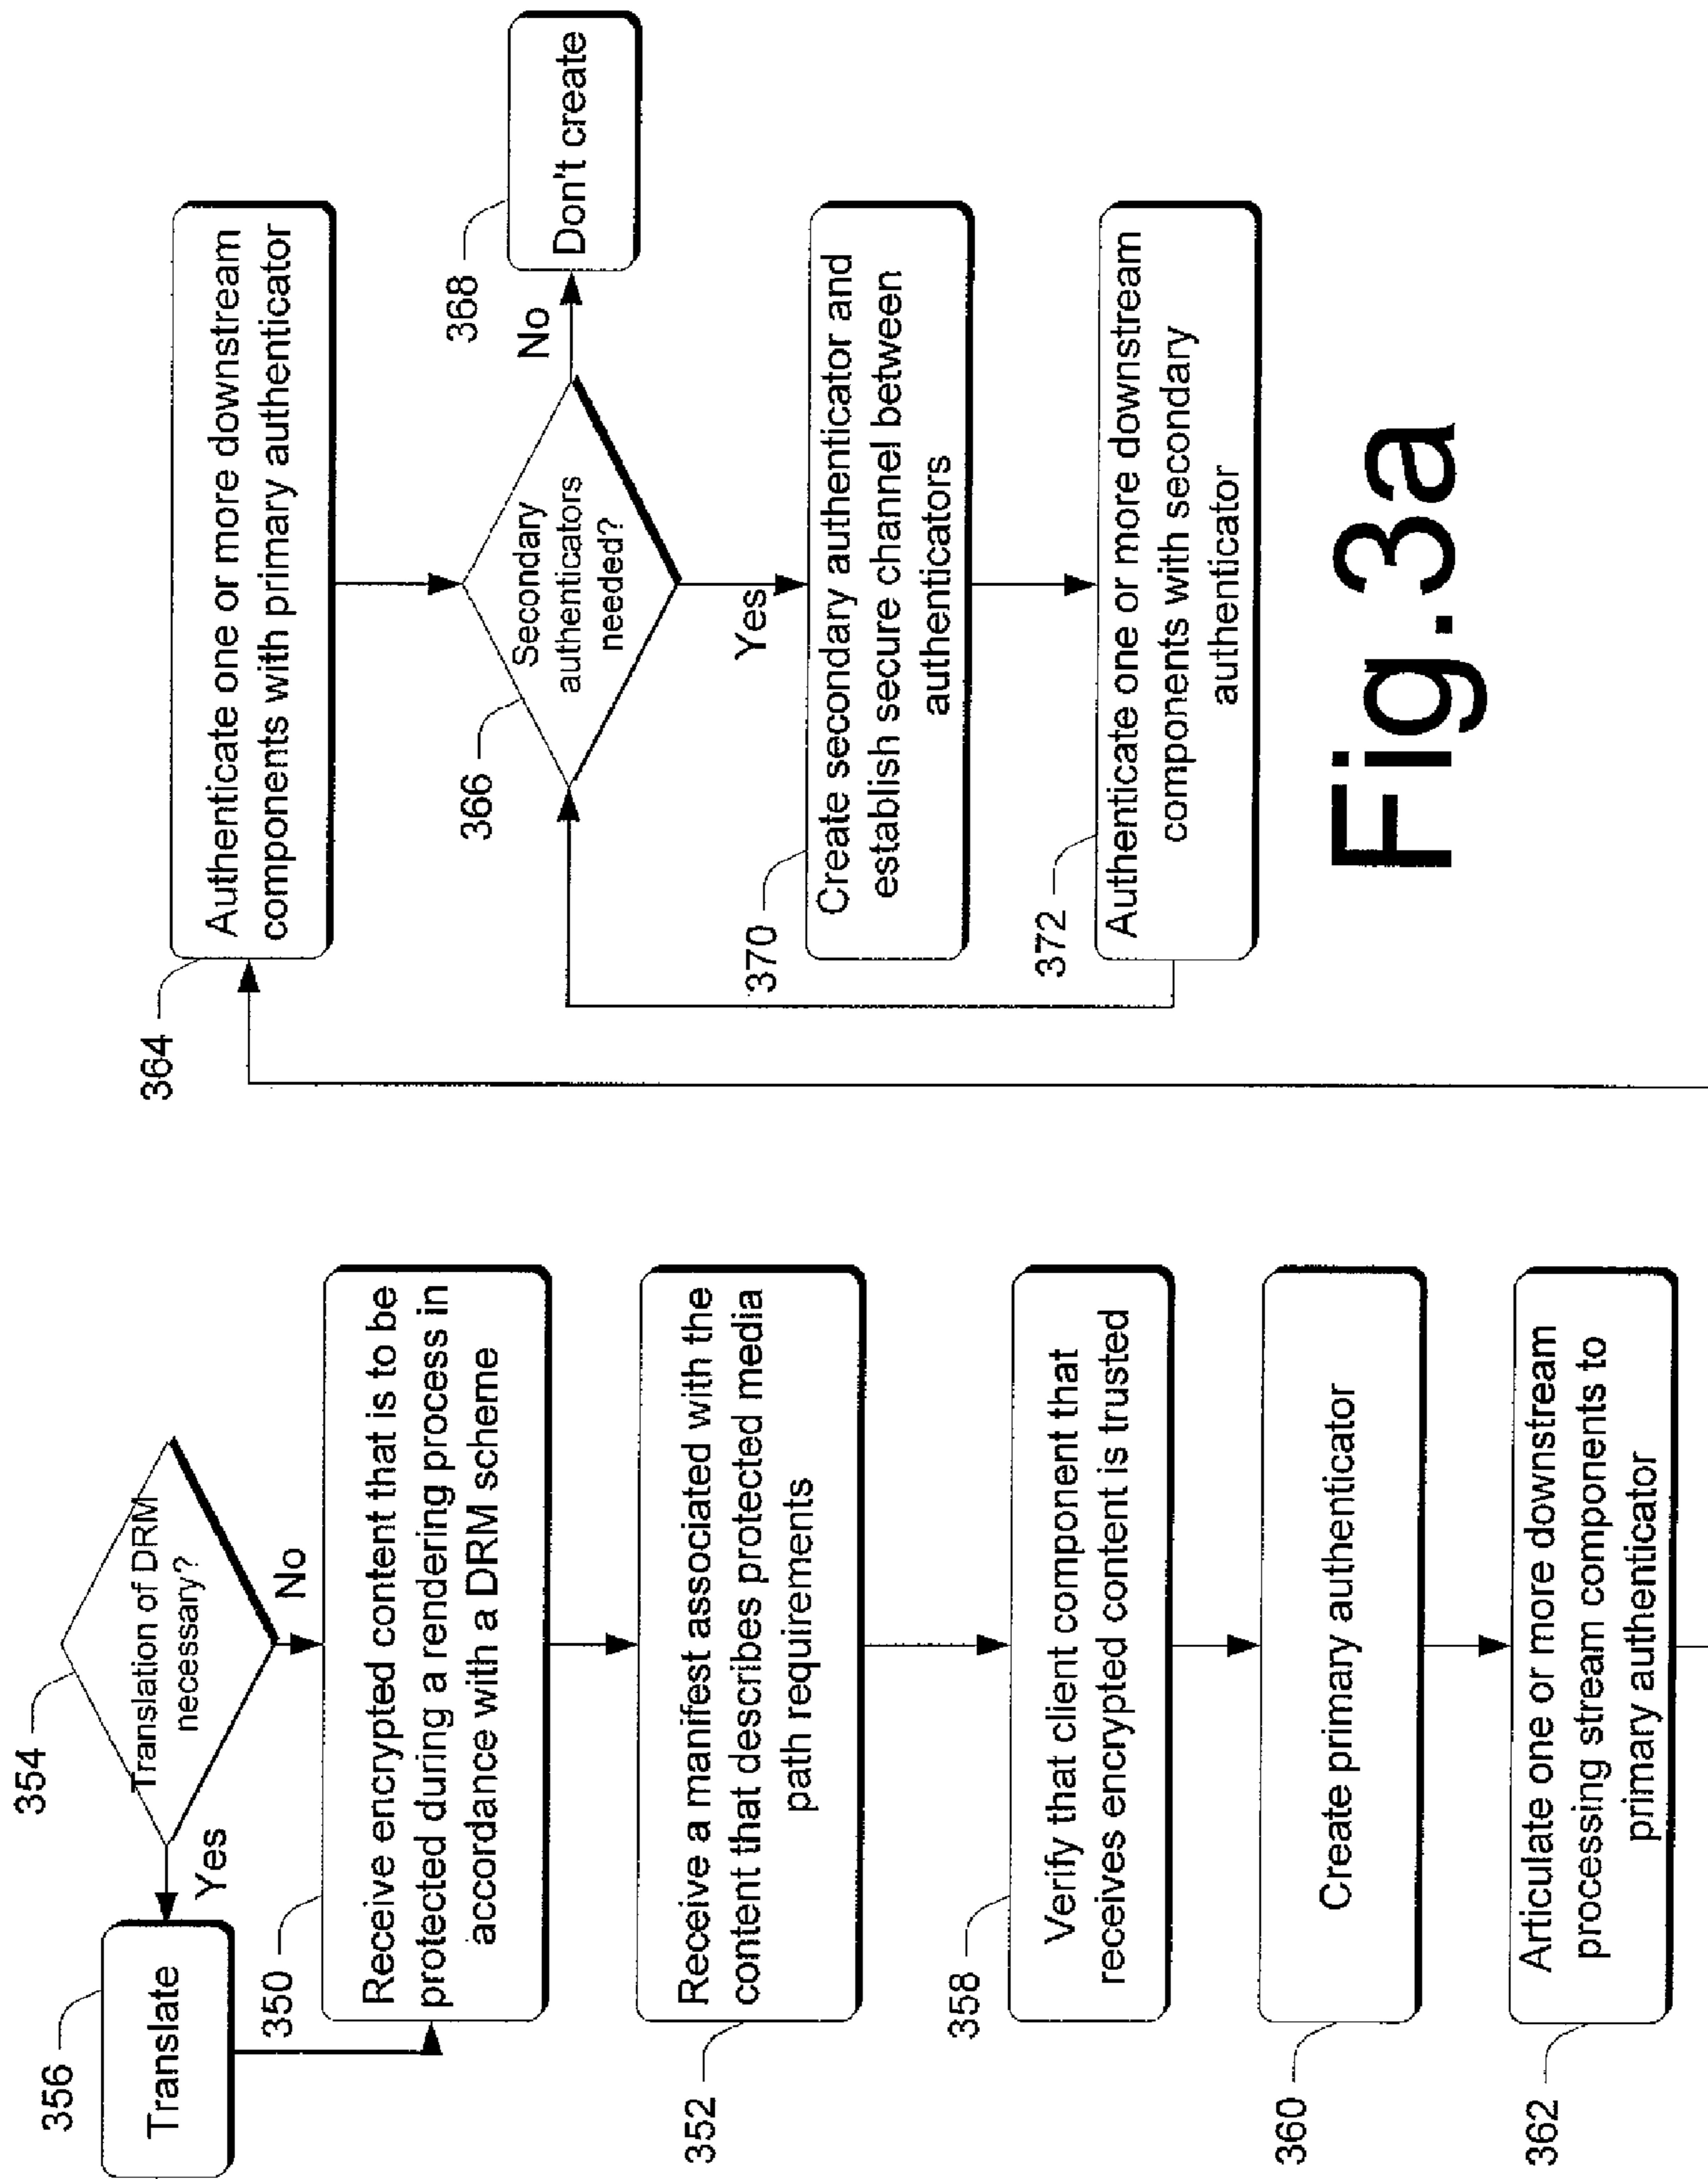 354
Translation of DRM
necessary?
Yes
No
356
Translate
350
Receive encrypted content that is to be
protected during a rendering process in
accordance with a DRM scheme
352
Receive a manifest associated with the
content that describes protected media
path requirements
358
Verify that client component that
receives encrypted content is trusted
360
Create primary authenticator
362
Articulate one or more downstream
processing stream components to
primary authenticator
364
Authenticate one or more downstream
components with primary authenticator
366
Secondary
authenticators
needed?
No
368
Don't create
Yes
370
Create secondary authenticator and
establish secure channel between
authenticators
372
Authenticate one or more downstream
components with secondary
authenticator
Fig.3a